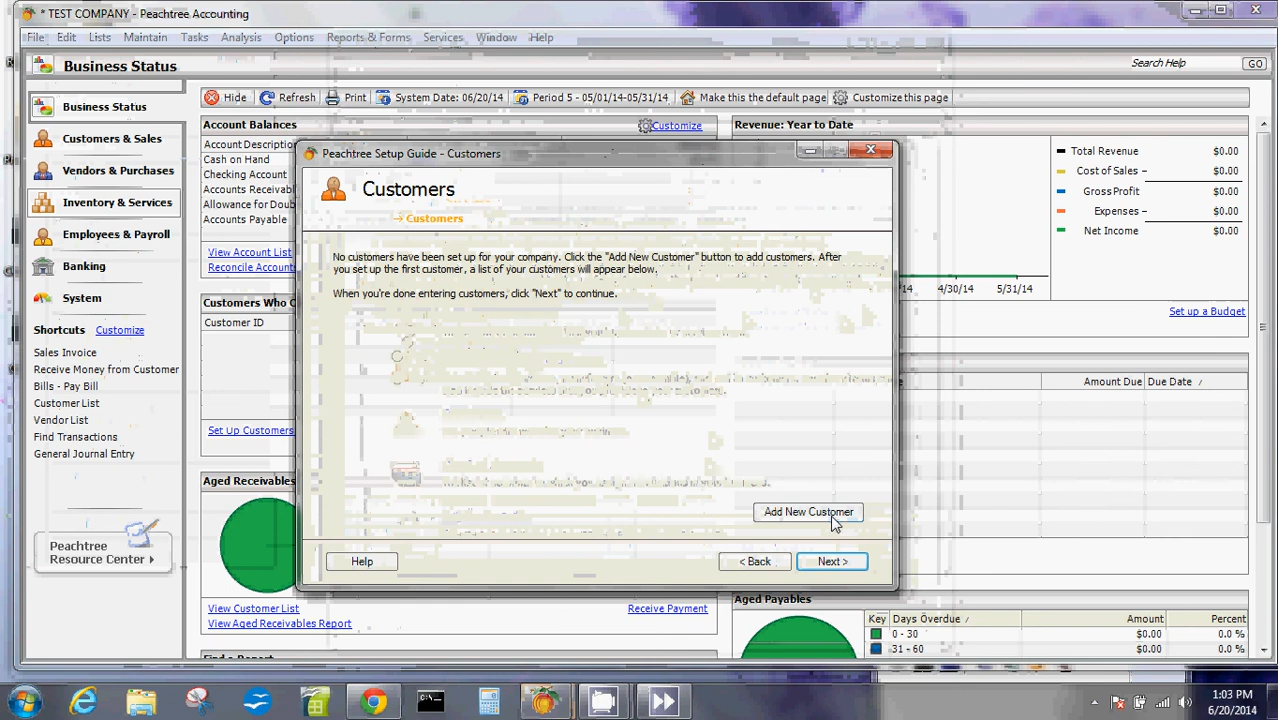 * TEST COMPANY - Peachtree Accounting
File Edit Lists Maintain Tasks Analysis Options Reports & Forms Services Window Help
Business Status
Search Help GO
Business Status
Customers & Sales
Vendors & Purchases
Inventory & Services
Employees & Payroll
Banking
System
Shortcuts Customize
Sales Invoice
Receive Money from Customer
Bills - Pay Bill
Customer List
Vendor List
Find Transactions
General Journal Entry
Peachtree
Resource Center
Hide Refresh Print System Date: 06/20/14 Period 5 - 05/01/14-05/31/14 Make this the default page Customize this page
Account Balances Customize
Cash on Hand
Checking Account
Accounts Payable
View Account List
Customers Who
Customer ID
Set Up Customers
Aged Receivables
View Customer List Receive Payment
View Aged Receivables Report
Peachtree Setup Guide - Customers
Customers
Customers
No customers have been set up for your company. Click the "Add New Customer" button to add customers. After
you set up the first customer, a list of your customers will appear below.
When you're done entering customers, click "Next" to continue.
Add New Customer
Help < Back Next >
Revenue: Year to Date
Total Revenue $0.00
Cost of Sales $0.00
Gross Profit $0.00
Expenses $0.00
Net Income $0.00
4/30/14 5/31/14
Set up a Budget
Amount Due Due Date
Aged Payables
Key Days Overdue Amount Percent
0 - 30 $0.00 0.0 %
31 - 60 $0.00 0.0 %
1:03 PM
6/20/2014